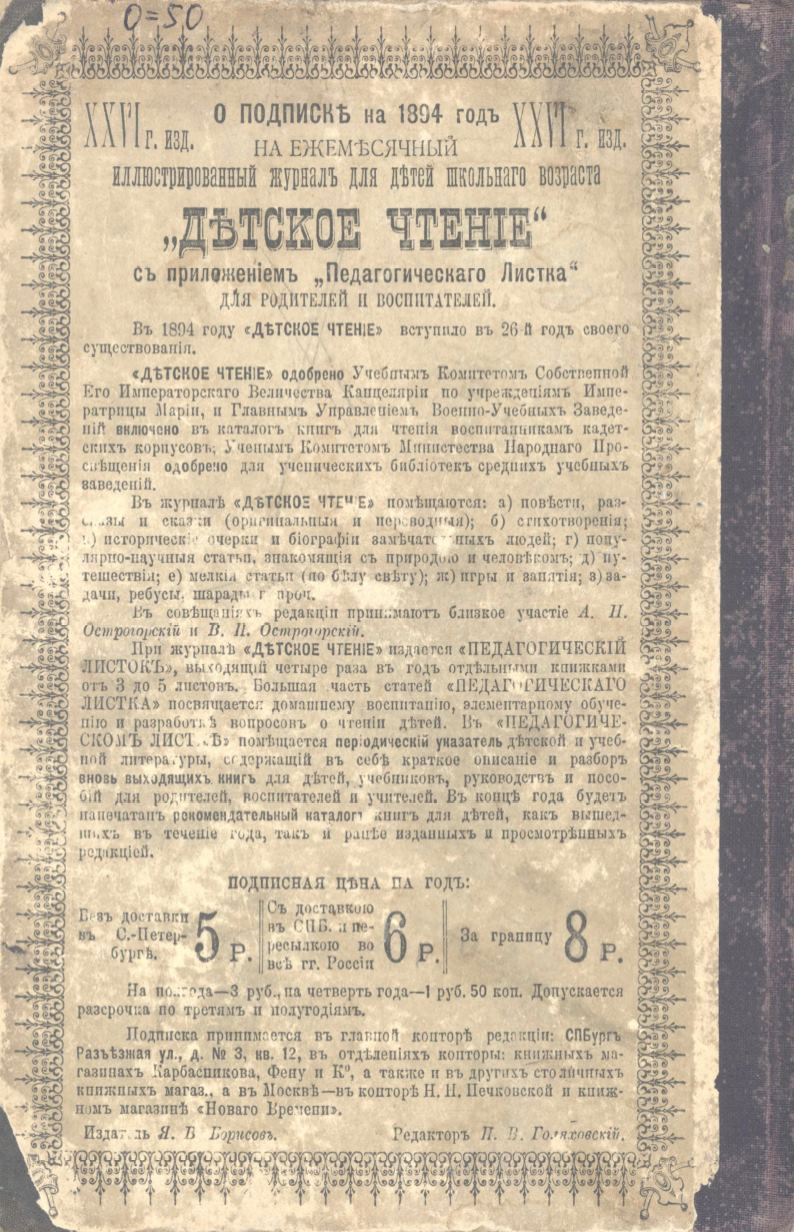 0=50
XXVI г. изд. О ПОДПИСКѢ на 1894 годъ XXVI г. изд.
НА ЕЖЕМѢСЯЧНЫЙ
иллюстрированный журналъ для дѣтей школьнаго возраста
„ДѢТСКОЕ ЧТЕНІЕ“
съ приложеніемъ „Педагогическаго Листка“
ДЛЯ РОДИТЕЛЕЙ И ВОСПИТАТЕЛЕЙ.
Въ 1894 году «ДѢТСКОЕ ЧТЕНІЕ» вступило въ 26-й годъ своего
существованія.
«ДѢТСКОЕ ЧТЕНІЕ» одобрено Учебнымъ Комитетомъ Собственной
Его Императорскаго Величества Канцеляріи по учрежденіямъ Импе-
ратрицы Маріи, и Главнымъ Управленіемъ Военно-Учебныхъ Заведе-
ній включено въ каталогъ книгъ для чтенія воспитанникамъ кадет-
скихъ корпусовъ; Ученымъ Комитетомъ Министества Народнаго Про-
свѣщенія одобрено для ученическихъ библіотекъ среднихъ учебныхъ
заведеній.
Въ журналѣ «ДѢТСКОЕ ЧТЕНІЕ» помѣщаются: а) повѣсти, раз-
сказы и сказки (оригинальныя и переводныя); б) стихотворенія;
в) историческіе очерки и біографіи замѣчательныхъ людей; г) попу-
лярно-научныя статьи, знакомящія съ природою и человѣкомъ; д) пу-
тешествія; е) мелкія статьи (по бѣлу свѣту); ж) игры и занятія; з) за-
дачи, ребусы, шарады и проч.
Въ совѣщаніяхъ редакціи принимаютъ близкое участіе А. Н.
Острогорскій и В. П. Острогорскій.
При журналѣ «ДѢТСКОЕ ЧТЕНІЕ» издается «ПЕДАГОГИЧЕСКІЙ
ЛИСТОКЪ», выходящій четыре раза въ годъ отдѣльными книжками
отъ 3 до 5 листовъ. Большая часть статей «ПЕДАГОГИЧЕСКАГО
ЛИСТКА» посвящается домашнему воспитанію, элементарному обуче-
нію и разработкѣ вопросовъ о чтеніи дѣтей. Въ «ПЕДАГОГИЧЕ-
СКОМЪ ЛИСТКѢ» помѣщается періодическій указатель дѣтской и учеб-
ной литературы, содержащій въ себѣ краткое описаніе и разборъ
вновь выходящихъ книгъ для дѣтей, учебниковъ, руководствъ и посо-
бій для родителей, воспитателей и учителей. Въ концѣ года будетъ
напечатанъ рекомендательный каталогъ книгъ для дѣтей, какъ вышед-
шихъ въ теченіе года, такъ и ранѣе изданныхъ и просмотрѣнныхъ
редакціей.
ПОДПИСНАЯ ЦѢНА НА ГОДЪ:
Безъ доставки
въ С.-Петер-
бургѣ. 5 Р.
Съ доставкою
въ СПБ. и пе-
ресылкою во
всѣ гг. Россіи 6 Р.
За границу 8 Р.
На полгода—3 руб., на четверть года—1 руб. 50 коп. Допускается
разсрочка по третямъ и полугодіямъ.
Подписка принимается въ главной конторѣ редакціи: СПБургъ
Разъѣзжая ул., д. № 3, кв. 12, въ отдѣленіяхъ конторы: книжныхъ ма-
газинахъ Карбасникова, Фену и Кº, а также и въ другихъ столичныхъ
книжныхъ магаз., а въ Москвѣ—въ конторѣ Н. Н. Печковской и книж-
номъ магазинѣ «Новаго Времени».
Издатель Я. В Борисовъ. Редакторъ П. В. Голяховскій.